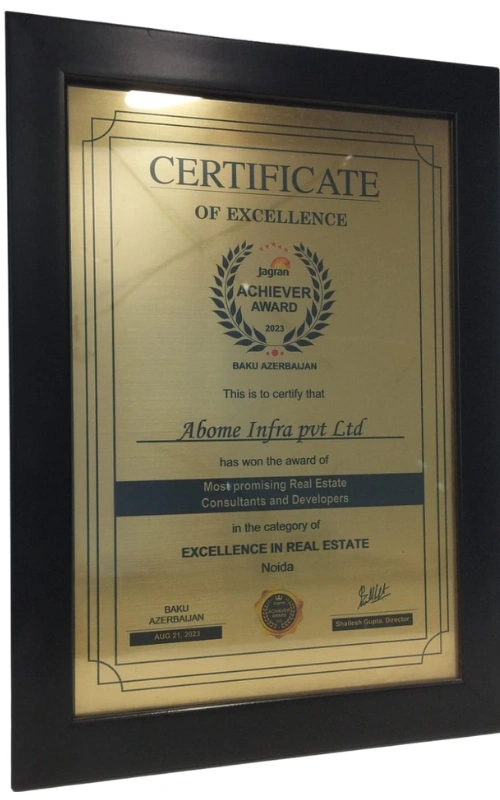 CERTIFICATE
OF EXCELLENCE
Jagran
ACHIEVER
AWARD
2023
BAKU AZERBAIJAN
This is to certify that
Abome Infra pvt Ltd
has won the award of
Most promising Real Estate
Consultants and Developers
in the category of
EXCELLENCE IN REAL ESTATE
Noida
BAKU
AZERBAIJAN
AUG 21, 2023
ACHIEVER
AWARD
Shailesh Gupta, Director